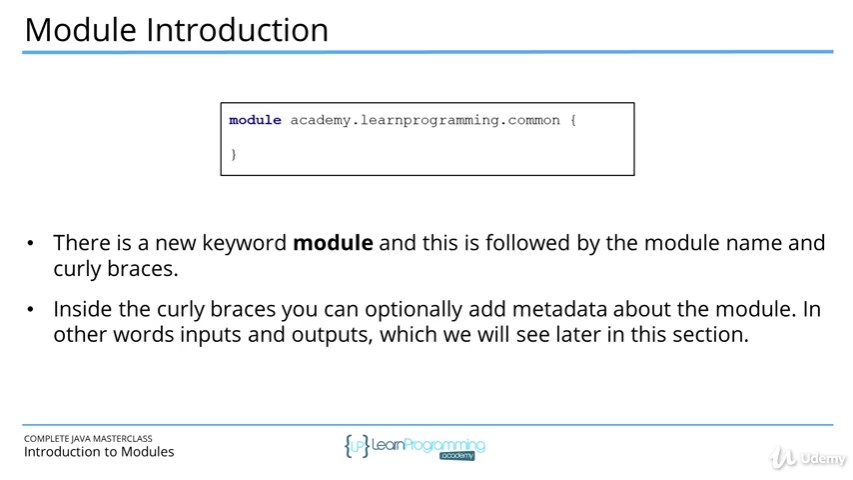 Module Introduction
module academy.learnprogramming.common {
}
• There is a new keyword module and this is followed by the module name and
curly braces.
• Inside the curly braces you can optionally add metadata about the module. In
other words inputs and outputs, which we will see later in this section.
COMPLETE JAVA MASTERCLASS
Introduction to Modules
{LP} LearnProgramming
academy
Udemy